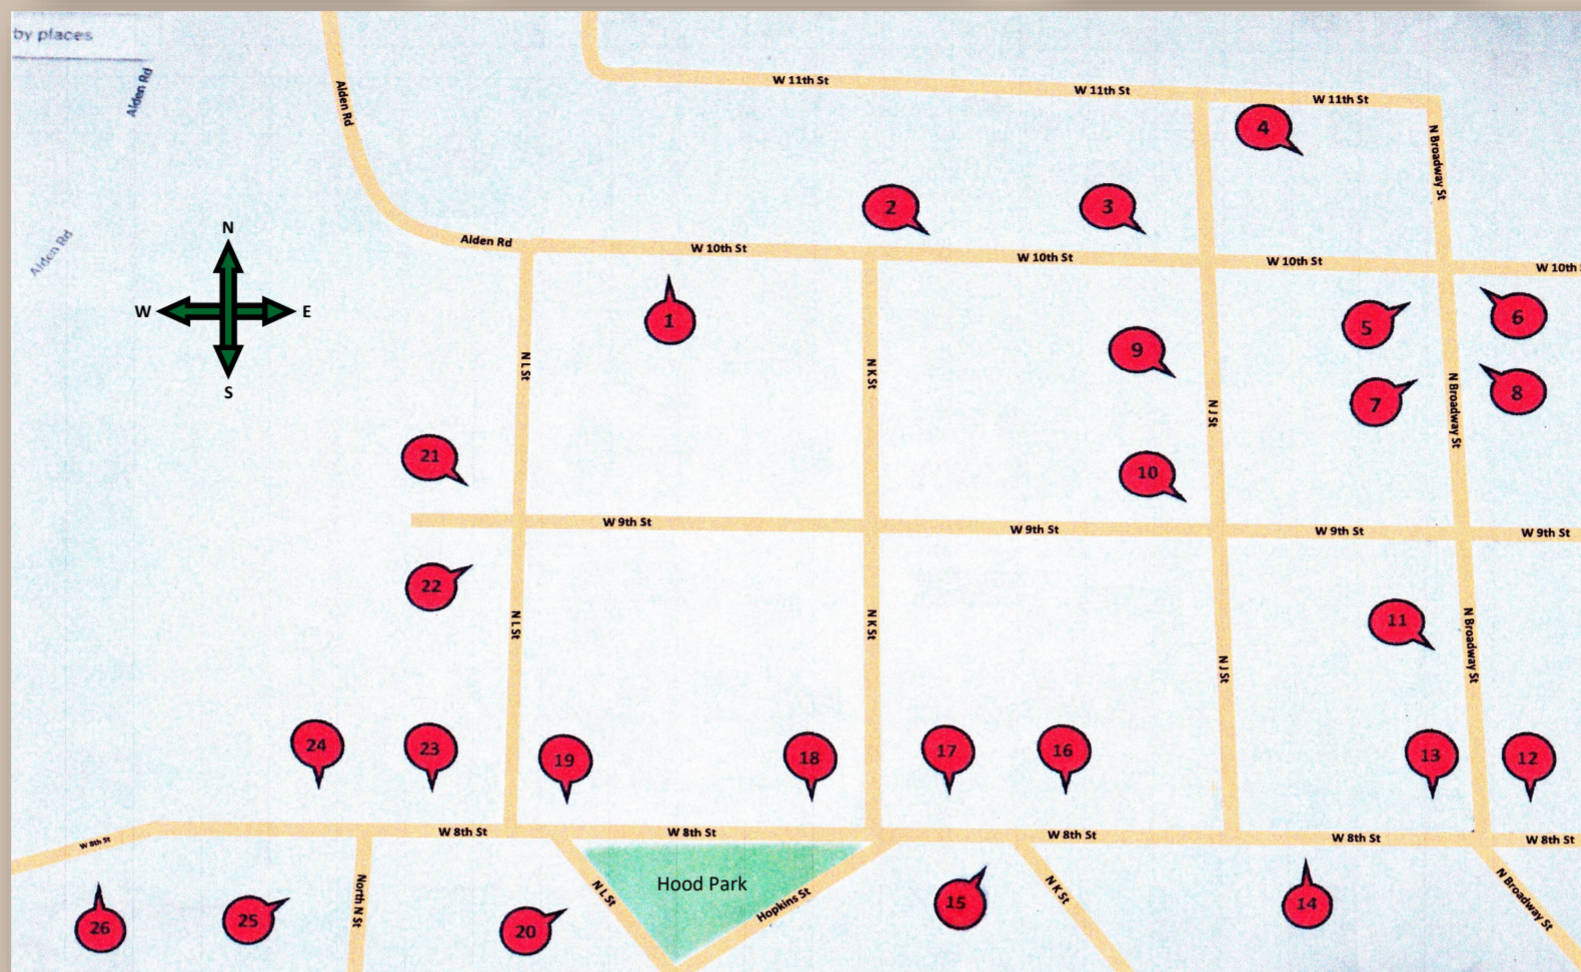 by places
Alden Rd
Alden Rd
Alden Rd
Alden Rd
W 11th St
W 11th St
W 11th St
N Broadway St
4
2
3
N
W
E
S
W 10th St
W 10th St
W 10th St
W 10th
1
5
6
9
7
8
N L St
N K St
N J St
N Broadway St
21
10
W 9th St
W 9th St
W 9th St
W 9th St
22
11
N L St
N K St
N J St
N Broadway St
24
23
19
18
17
16
13
12
W 8th St
W 8th St
W 8th St
W 8th St
W 8th St
W 8th St
Hood Park
26
25
North N St
20
N L St
Hopkins St
15
N K St
14
N Broadway St